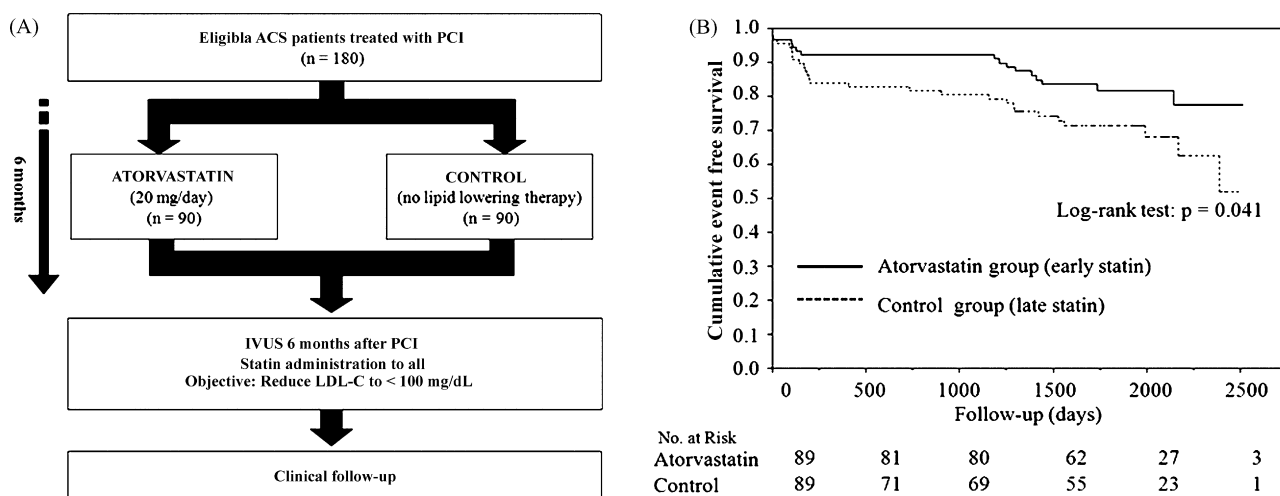 (A)
Eligibla ACS patients treated with PCI
(n = 180)
6 months
ATORVASTATIN
(20 mg/day)
(n = 90)
CONTROL
(no lipid lowering therapy)
(n = 90)
IVUS 6 months after PCI
Statin administration to all
Objective: Reduce LDL-C to < 100 mg/dL
Clinical follow-up
(B)
Cumulative event free survival
1.0
0.9
0.8
0.7
0.6
0.5
0.4
0.3
0.2
0.1
0.0
Log-rank test: p = 0.041
Atorvastatin group (early statin)
Control group (late statin)
0 500 1000 1500 2000 2500
Follow-up (days)
No. at Risk
Atorvastatin 89 81 80 62 27 3
Control 89 71 69 55 23 1